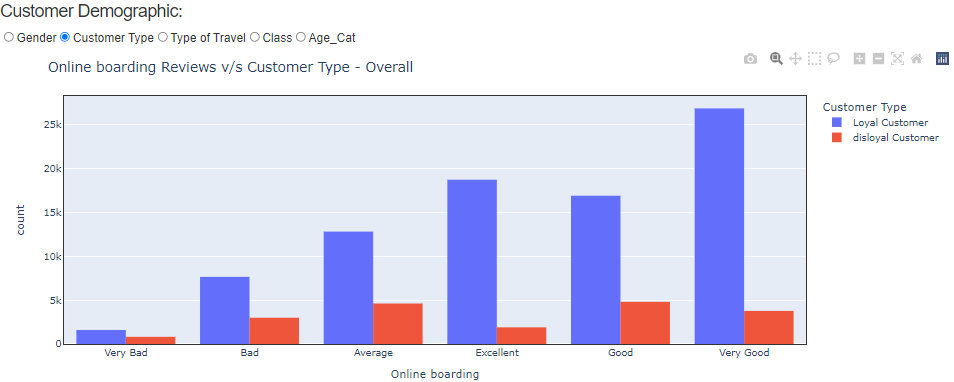 Customer Demographic:
Gender Customer Type Type of Travel Class Age_Cat
Online boarding Reviews v/s Customer Type - Overall
Customer Type
Loyal Customer
disloyal Customer
count
25k
20k
15k
10k
5k
0
Very Bad Bad Average Excellent Good Very Good
Online boarding